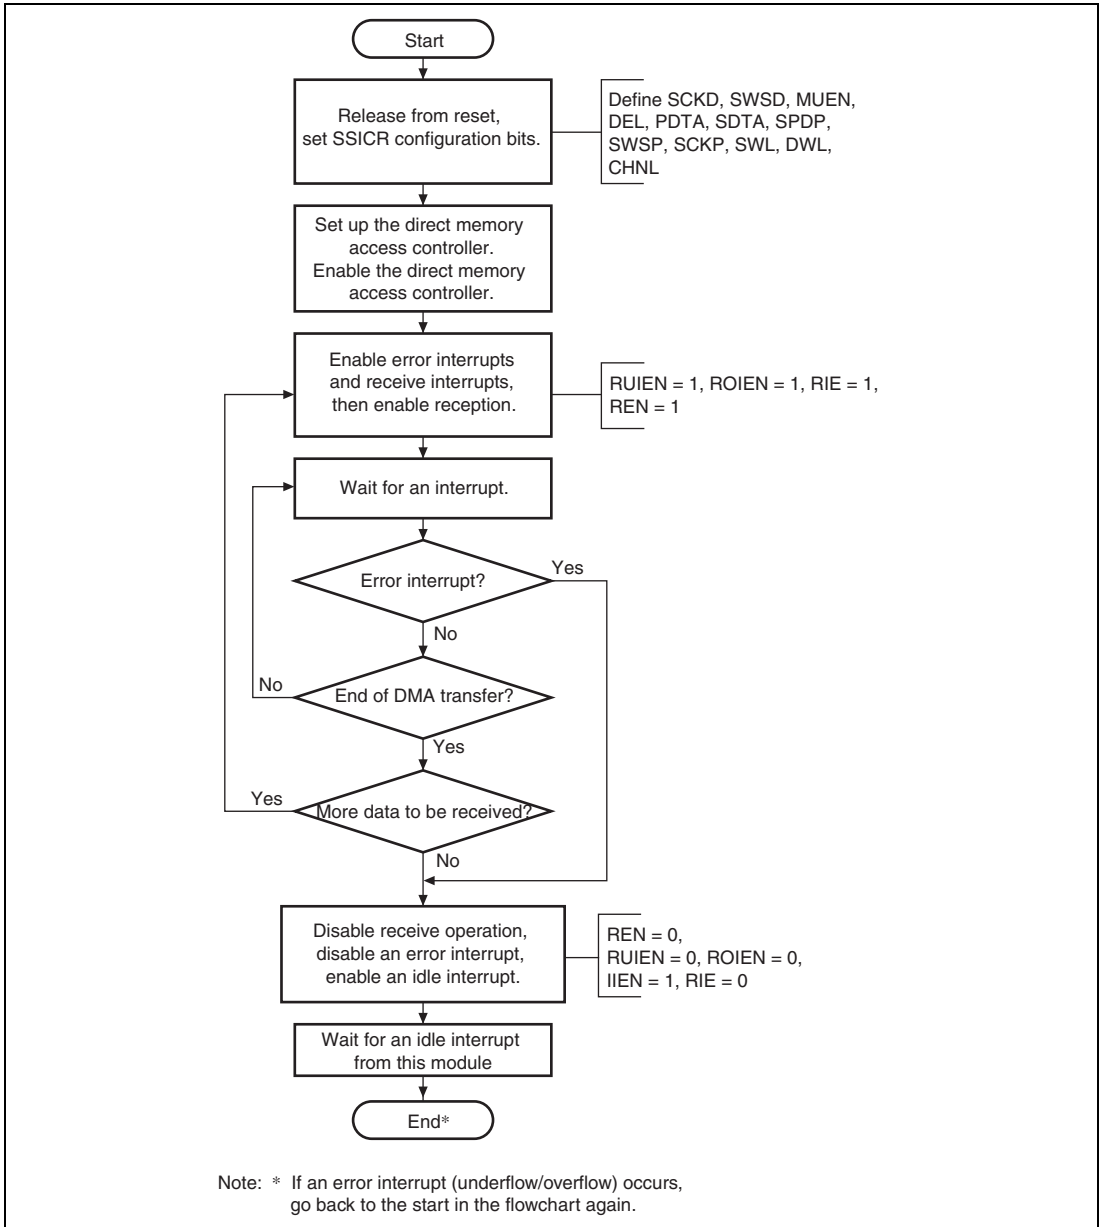 Start
Release from reset,
set SSICR configuration bits.
Define SCKD, SWSD, MUEN,
DEL, PDTA, SDTA, SPDP,
SWSP, SCKP, SWL, DWL,
CHNL
Set up the direct memory
access controller.
Enable the direct memory
access controller.
Enable error interrupts
and receive interrupts,
then enable reception.
RUIEN = 1, ROIEN = 1, RIE = 1,
REN = 1
Wait for an interrupt.
Error interrupt?
Yes
No
End of DMA transfer?
No
Yes
More data to be received?
Yes
No
Disable receive operation,
disable an error interrupt,
enable an idle interrupt.
REN = 0,
RUIEN = 0, ROIEN = 0,
IIEN = 1, RIE = 0
Wait for an idle interrupt
from this module
End*
Note: * If an error interrupt (underflow/overflow) occurs,
go back to the start in the flowchart again.